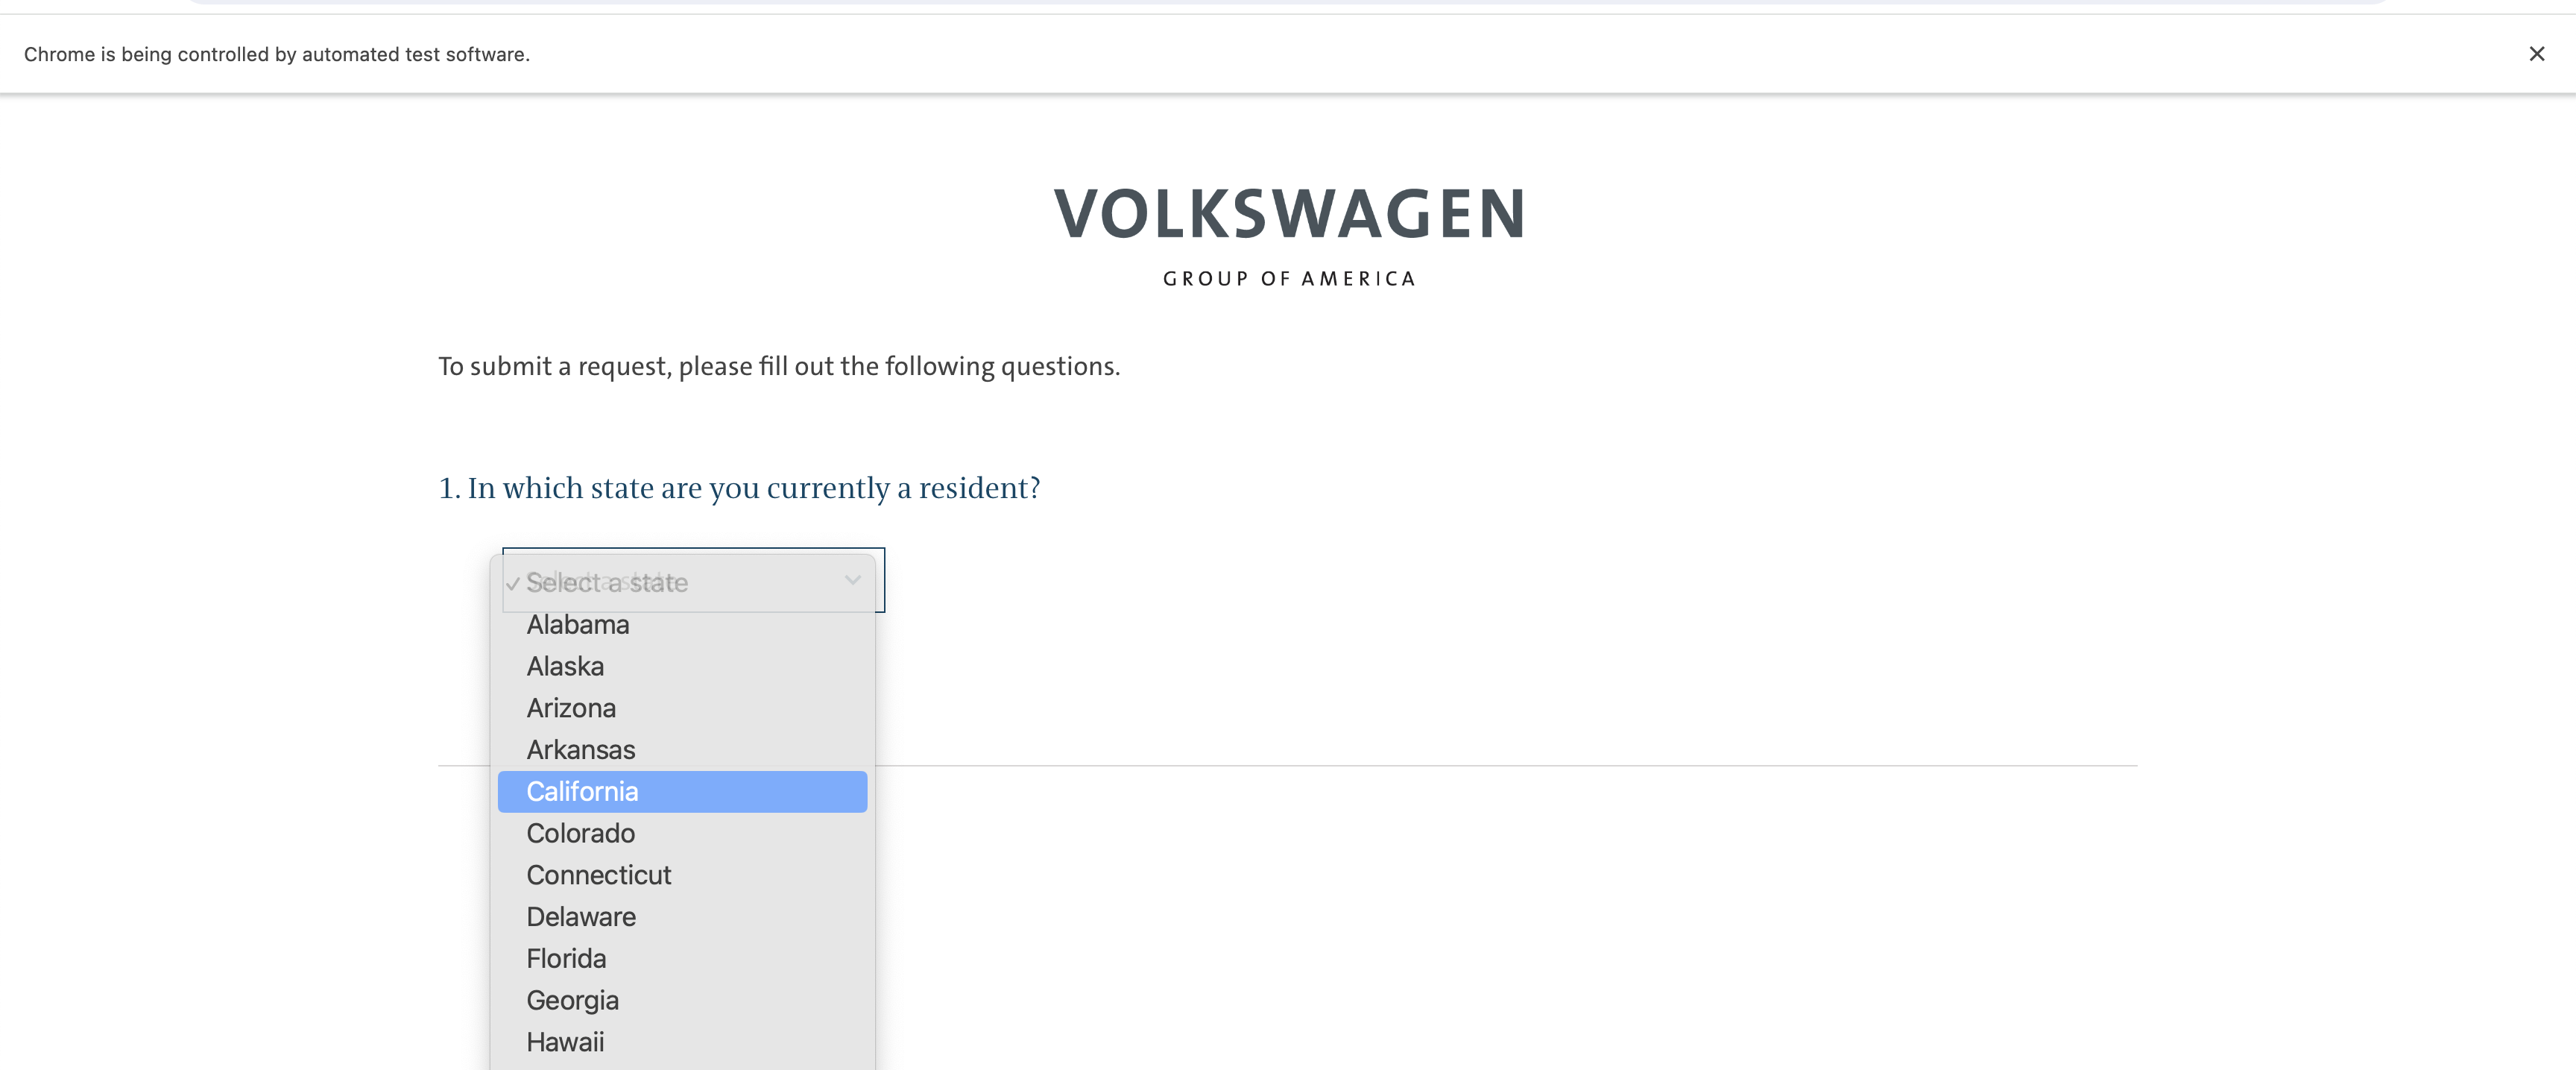 Chrome is being controlled by automated test software.
VOLKSWAGEN
GROUP OF AMERICA
To submit a request, please fill out the following questions.
1. In which state are you currently a resident?
✓ Select a state
Alabama
Alaska
Arizona
Arkansas
California
Colorado
Connecticut
Delaware
Florida
Georgia
Hawaii